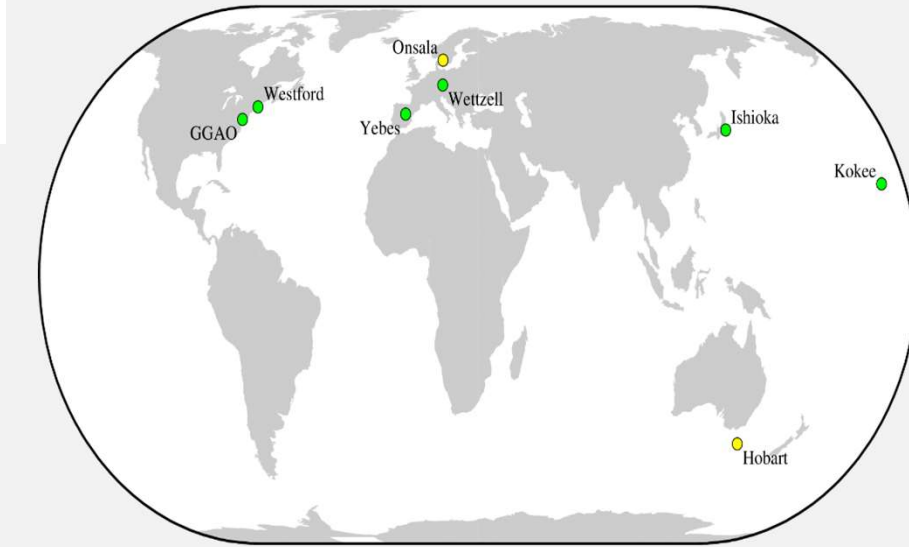 Onsala
Westford
Wettzell
GGAO
Yebes
Ishioka
Kokee
Hobart